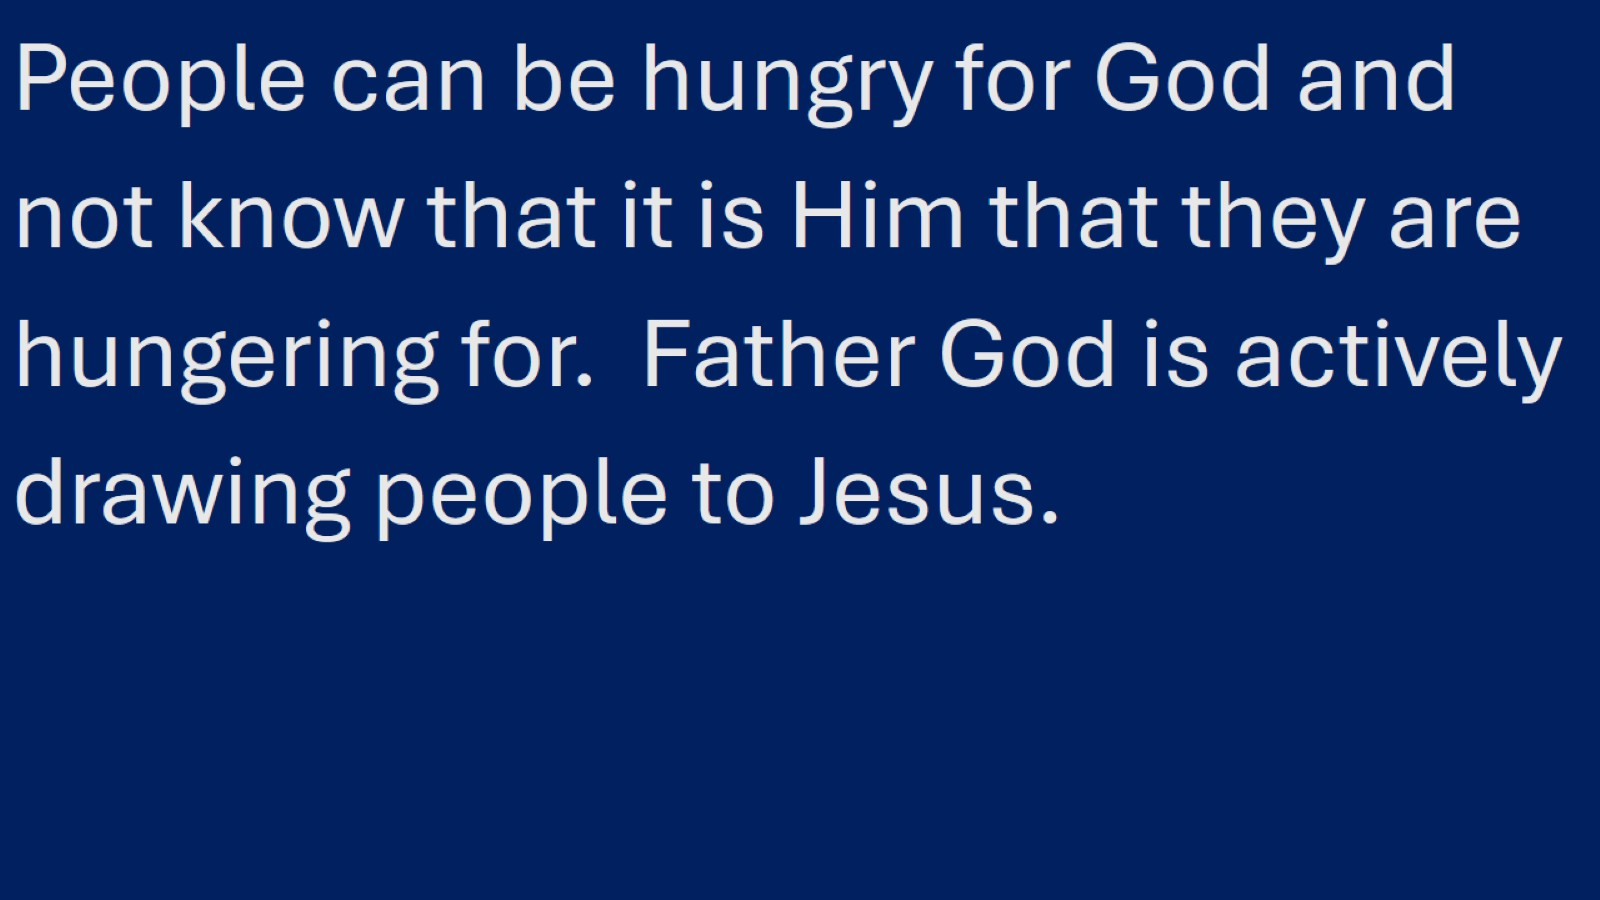 People can be hungry for God and
not know that it is Him that they are
hungering for.  Father God is actively
drawing people to Jesus.